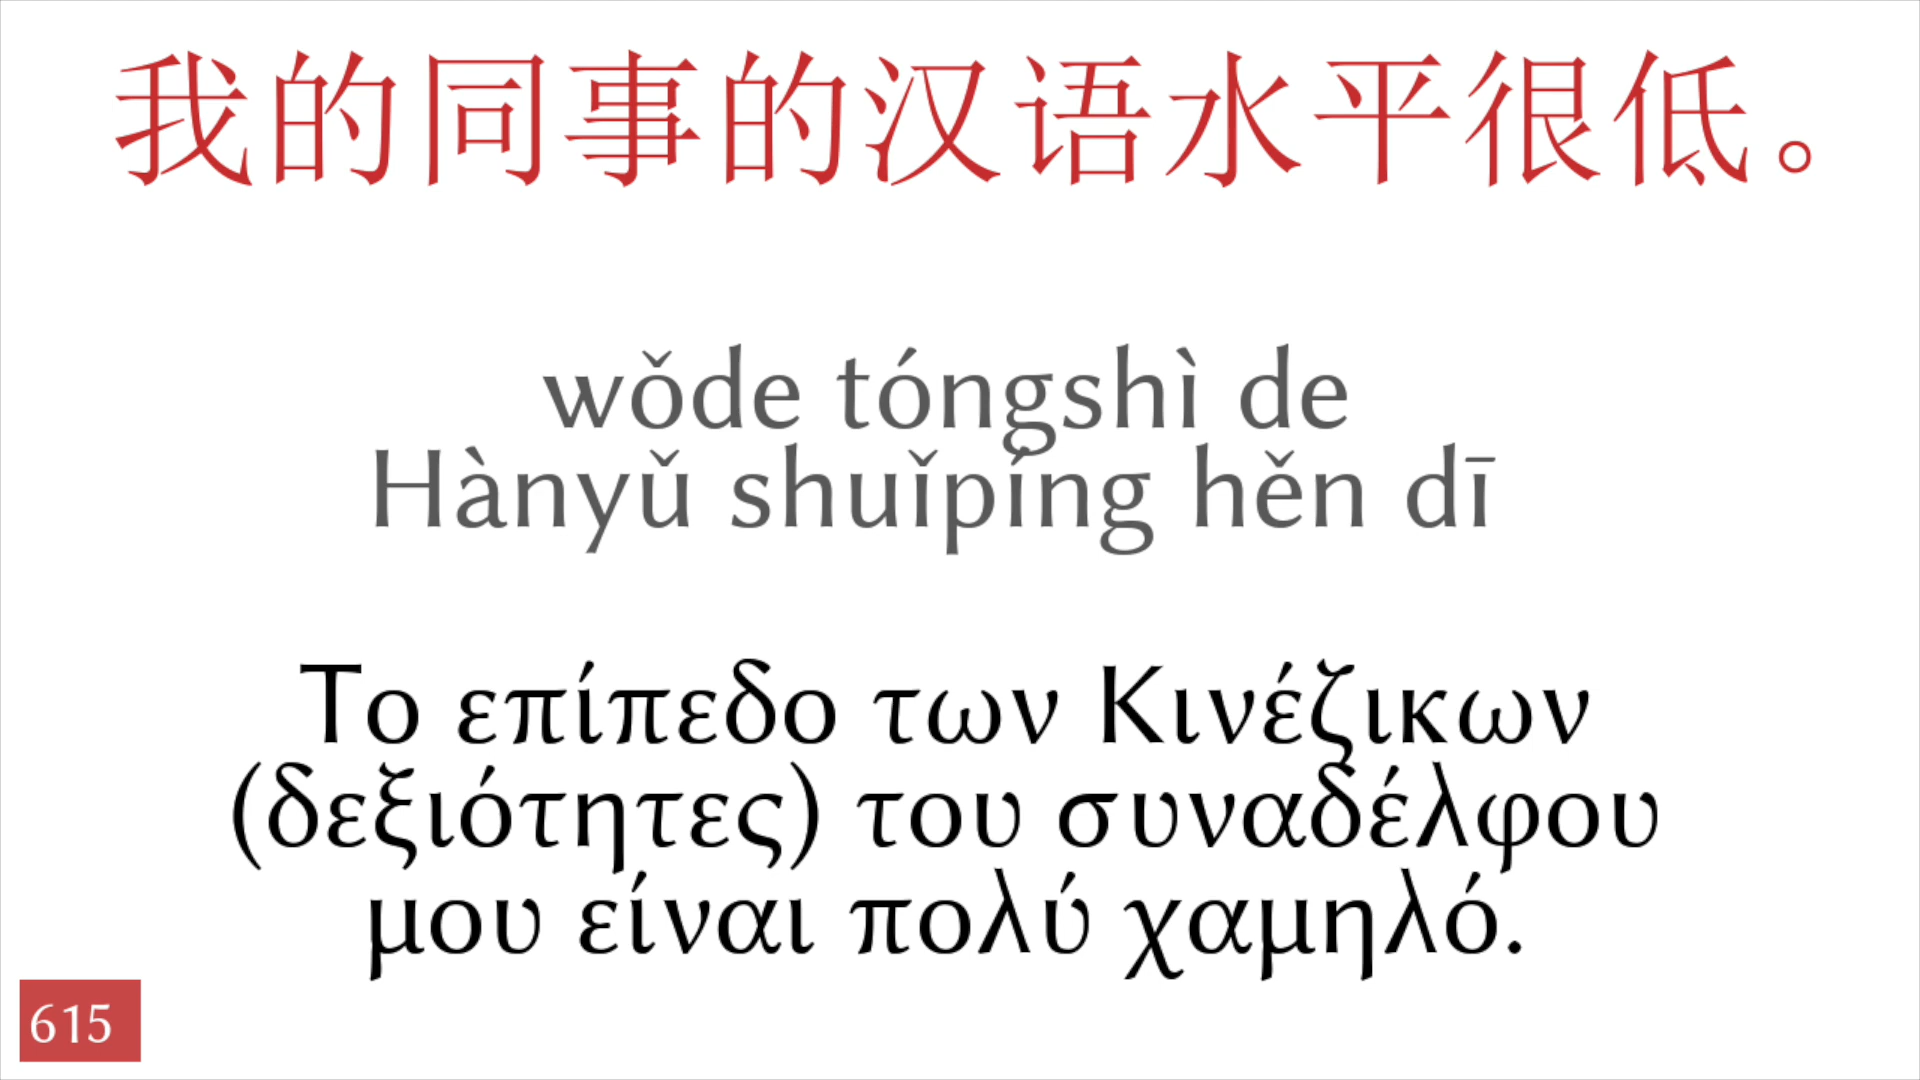 我的同事的汉语水平很低。
wǒde tóngshì de
Hànyǔ shuǐpíng hěn dī
Το επίπεδο των Κινέζικων
(δεξιότητες) του συναδέλφου
μου είναι πολύ χαμηλό.
615